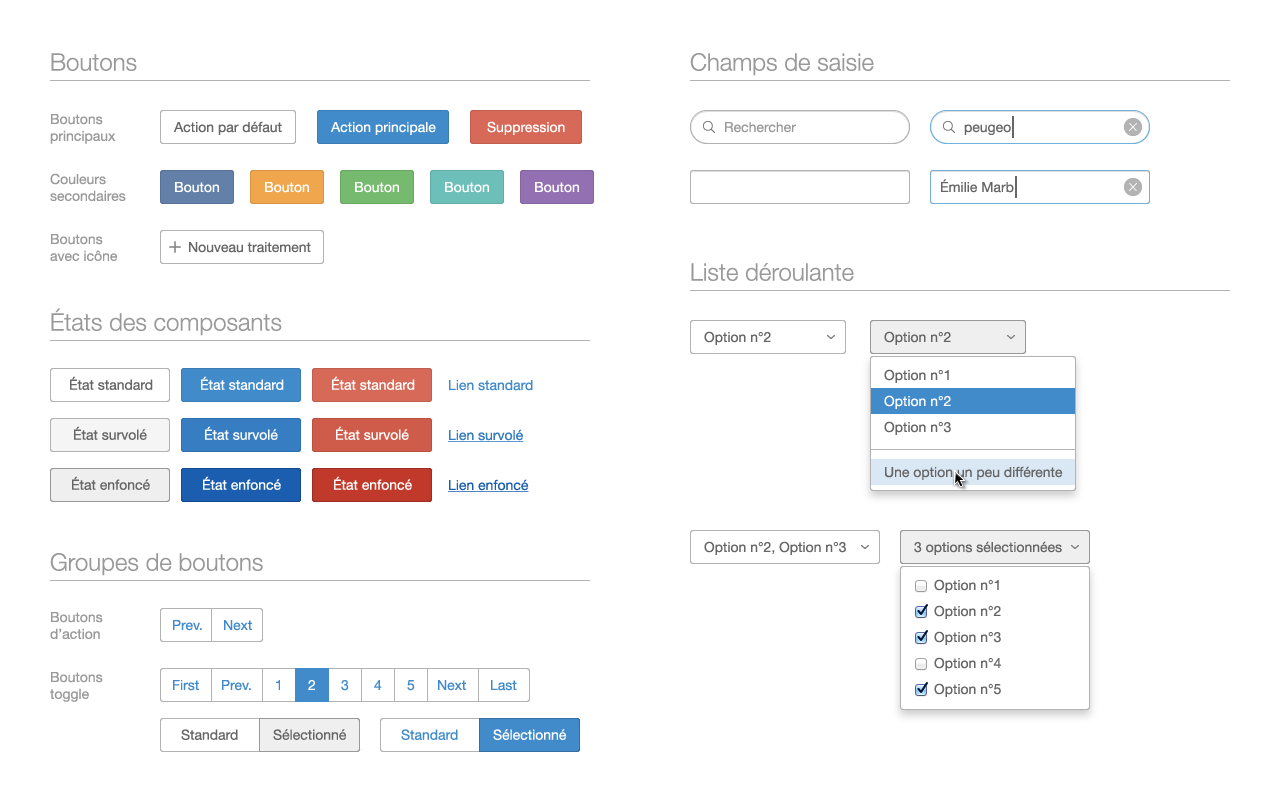 Boutons
Boutons
principaux
Action par défaut
Action principale
Suppression
Couleurs
secondaires
Bouton
Bouton
Bouton
Bouton
Bouton
Boutons
avec icône
Nouveau traitement
États des composants
État standard
État standard
État standard
Lien standard
État survolé
État survolé
État survolé
Lien survolé
État enfoncé
État enfoncé
État enfoncé
Lien enfoncé
Groupes de boutons
Boutons
d'action
Prev.
Next
Boutons
toggle
First
Prev.
1
2
3
4
5
Next
Last
Standard
Sélectionné
Standard
Sélectionné
Champs de saisie
Rechercher
peugeo
Émilie Marb
Liste déroulante
Option n°2
Option n°2
Option n°1
Option n°2
Option n°3
Une option un peu différente
Option n°2, Option n°3
3 options sélectionnées
Option n°1
Option n°2
Option n°3
Option n°4
Option n°5